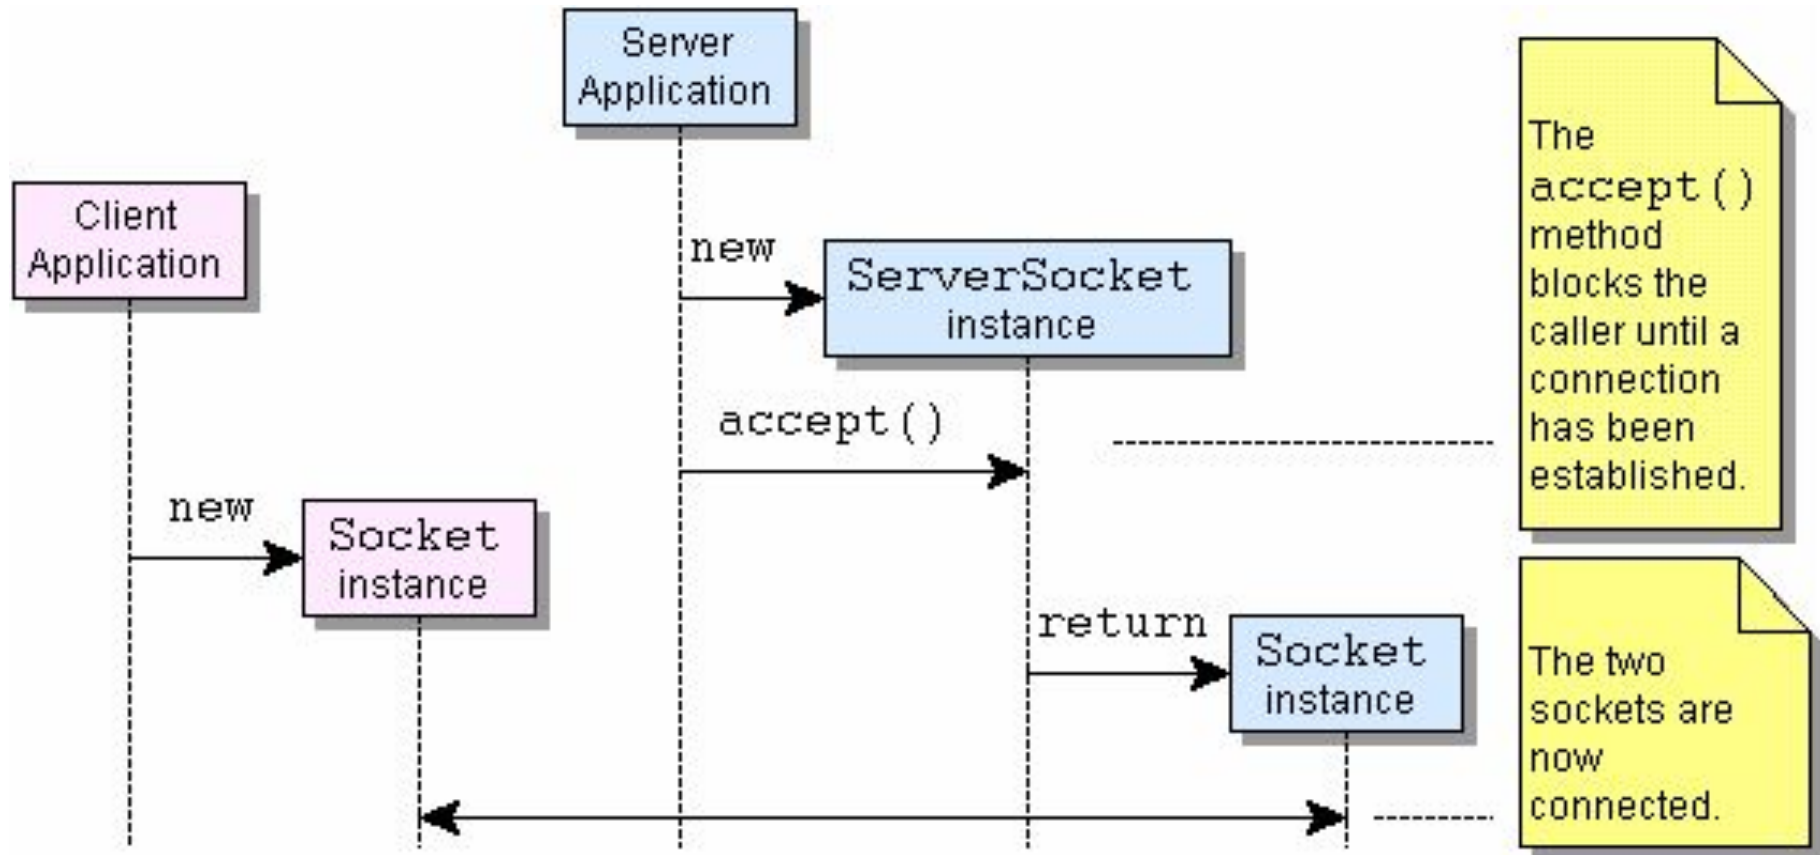 Server
Application
Client
Application
new
ServerSocket
instance
accept()
new
Socket
instance
return
Socket
instance
The
accept()
method
blocks the
caller until a
connection
has been
established.
The two
sockets are
now
connected.